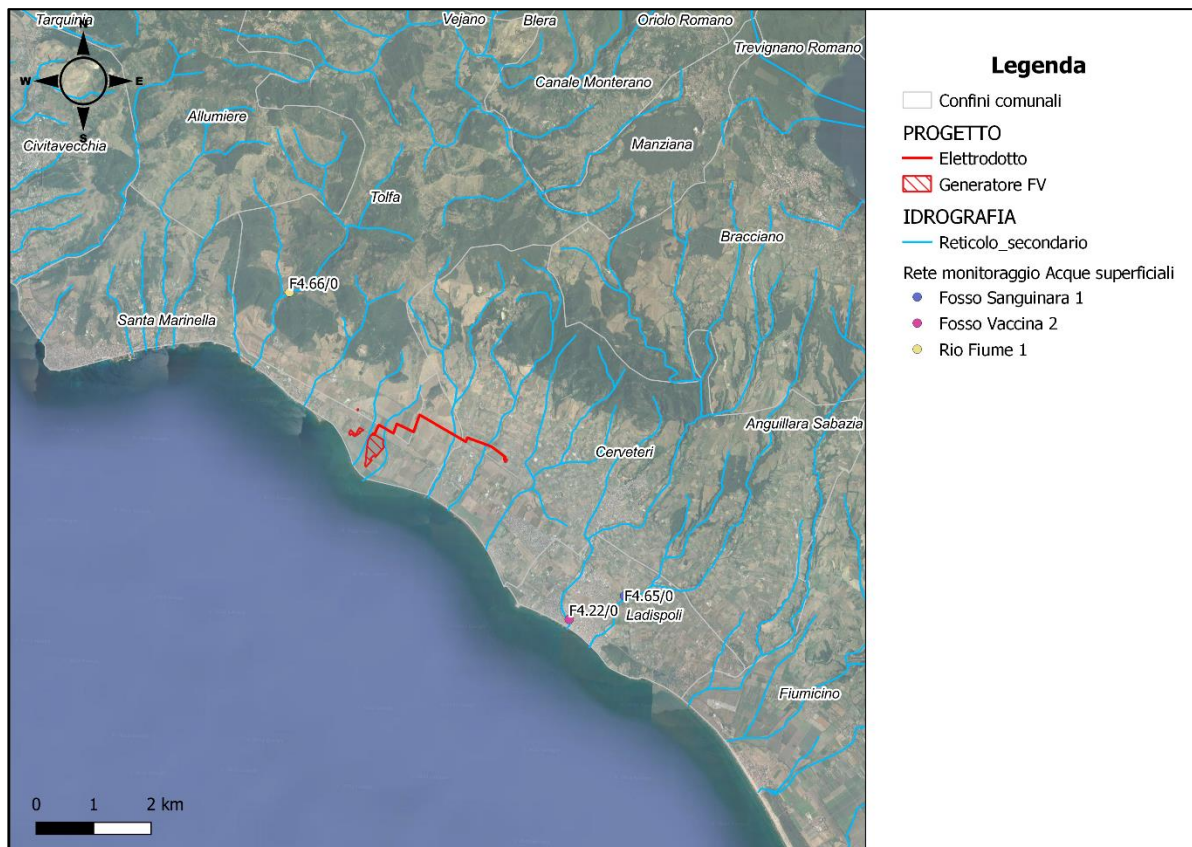 Tarquinia
Vejano
Blera
Oriolo Romano
Trevignano Romano
N
W
E
S
Canale Monterano
Allumiere
Civitavecchia
Manziana
Tolfa
Bracciano
F4.66/0
Santa Marinella
Anguillara Sabazia
Cerveteri
F4.65/0
F4.22/0
Ladispoli
Fiumicino
0 1 2 km
Legenda
Confini comunali
PROGETTO
Elettrodotto
Generatore FV
IDROGRAFIA
Reticolo_secondario
Rete monitoraggio Acque superficiali
Fosso Sanguinara 1
Fosso Vaccina 2
Rio Fiume 1